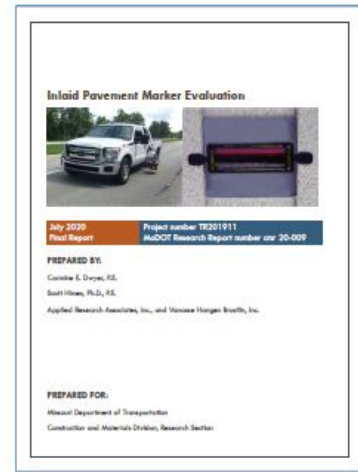 Inlaid Pavement Marker Evaluation
July 2020
Final Report
Project number TR201911
MoDOT Research Report number cmr 20-009
PREPARED BY:
Corrine E. Dwyer, P.E.
Scott Himes, Ph.D., P.E.
Applied Research Associates, Inc., and Vanasse Hangen Brustlin, Inc.
PREPARED FOR:
Missouri Department of Transportation
Construction and Materials Division, Research Section